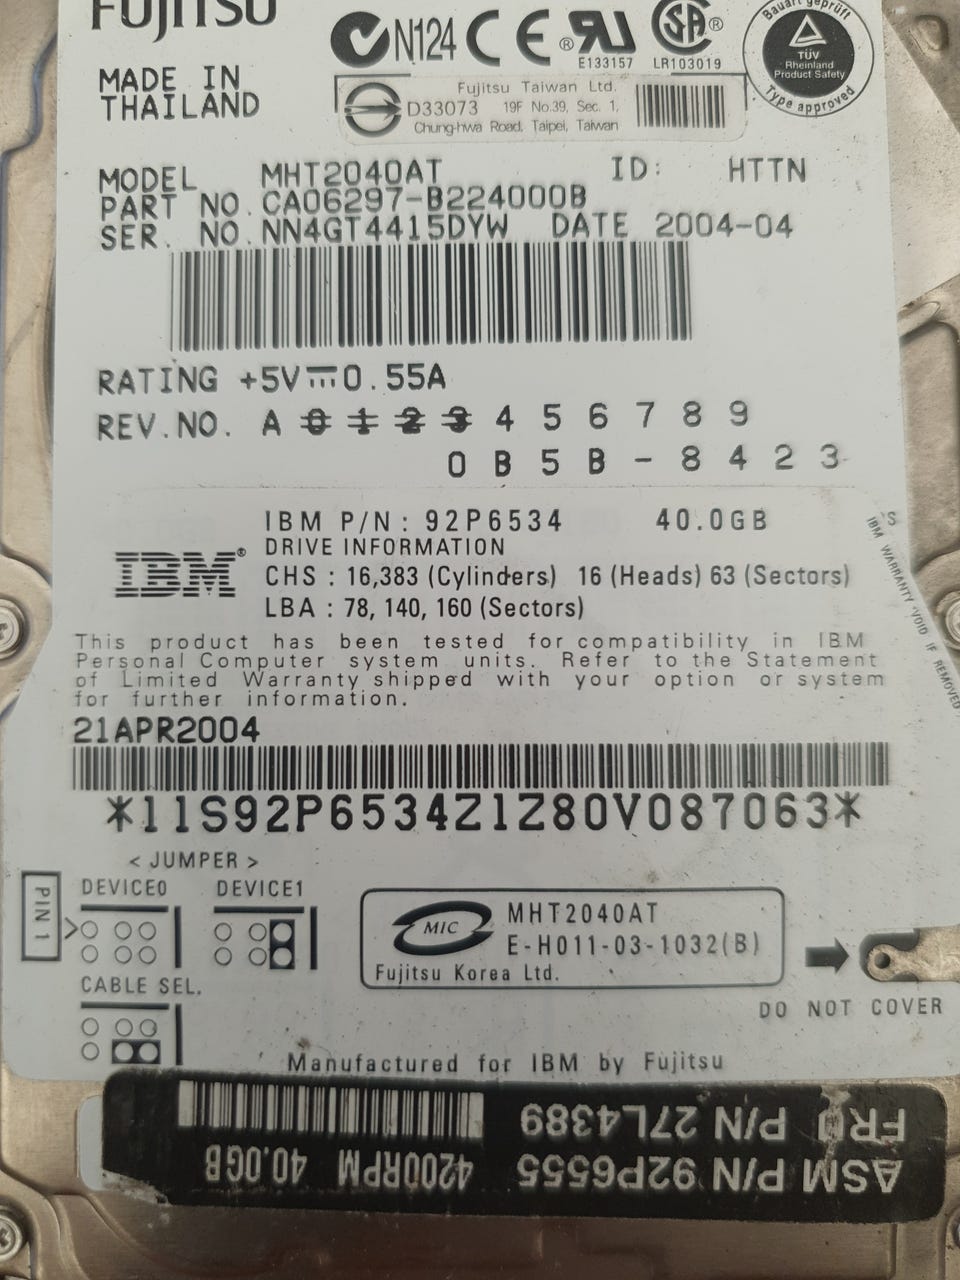 FUJITSU
N124 CE ® E133157 LR103019
Bauart geprüft
TÜV
Rheinland
Product Safety
Type approved
MADE IN
THAILAND
Fujitsu Taiwan Ltd.
D33073 19F No.39, Sec. 1,
Chung-hwa Road, Taipei, Taiwan
MODEL MHT2040AT ID: HTTN
PART NO. CA06297-B224000B
SER. NO. NN4GT4415DYW DATE 2004-04
RATING +5V⎓0.55A
REV.NO. A 0 1 2 3 4 5 6 7 8 9
0 B 5 B - 8 4 2 3
IBM P/N: 92P6534 40.0GB
DRIVE INFORMATION
IBM® CHS : 16,383 (Cylinders) 16 (Heads) 63 (Sectors)
LBA : 78, 140, 160 (Sectors)
IBM WARRANTY VOID IF REMOVED
This product has been tested for compatibility in IBM
Personal Computer system units. Refer to the Statement
of Limited Warranty shipped with your option or system
for further information.
21APR2004
*11S92P6534Z1Z80V087063*
< JUMPER >
PIN 1
DEVICE0 DEVICE1
CABLE SEL.
MIC
MHT2040AT
E-H011-03-1032(B)
Fujitsu Korea Ltd.
DO NOT COVER
Manufactured for IBM by Fujitsu
ASM P/N 92P6555 4200RPM 40.0GB
FRU P/N 27L4389